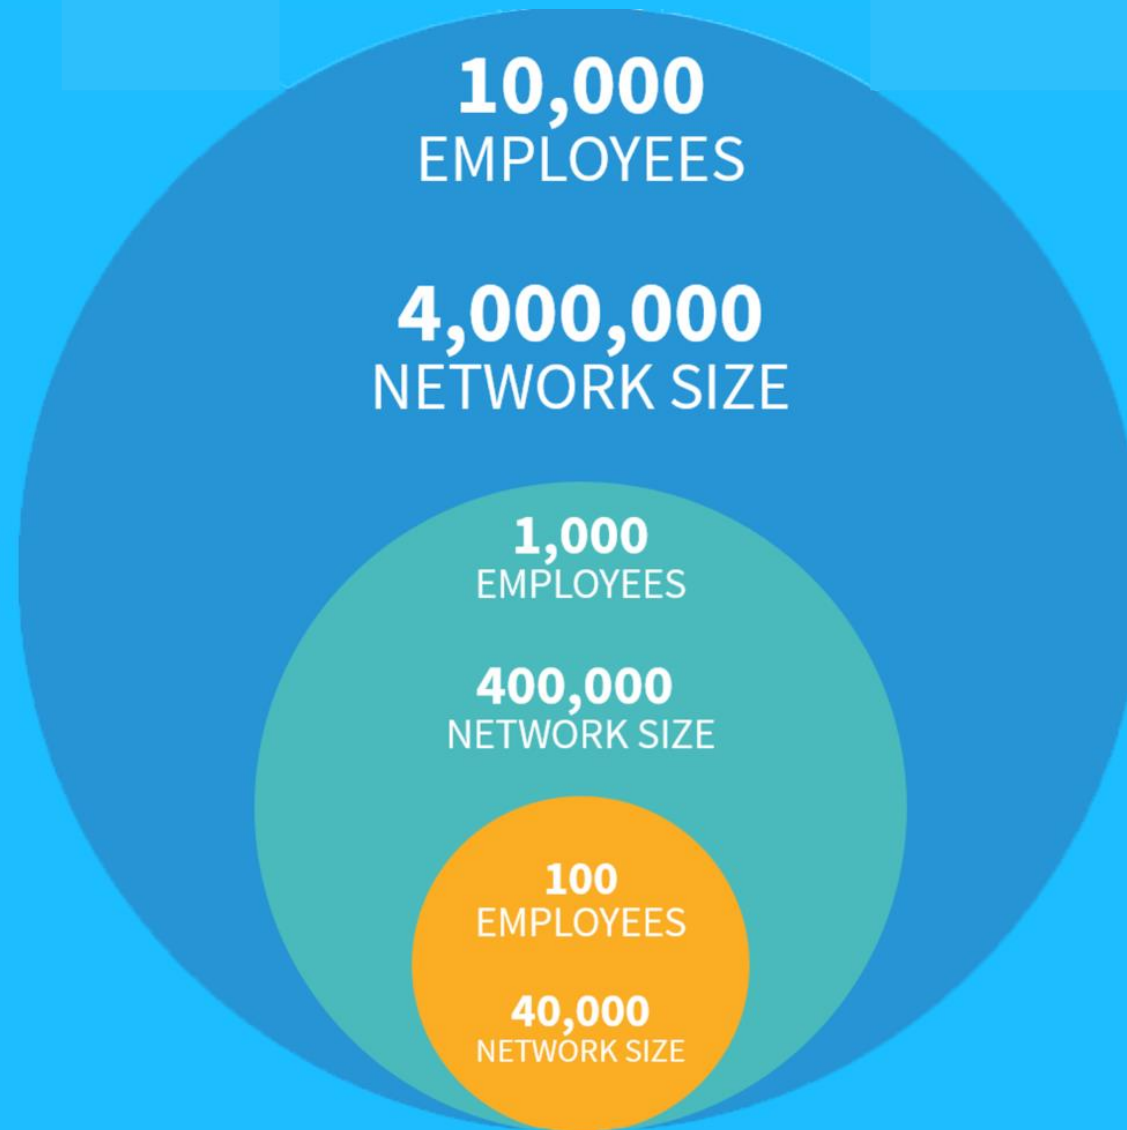 10,000
EMPLOYEES
4,000,000
NETWORK SIZE
1,000
EMPLOYEES
400,000
NETWORK SIZE
100
EMPLOYEES
40,000
NETWORK SIZE